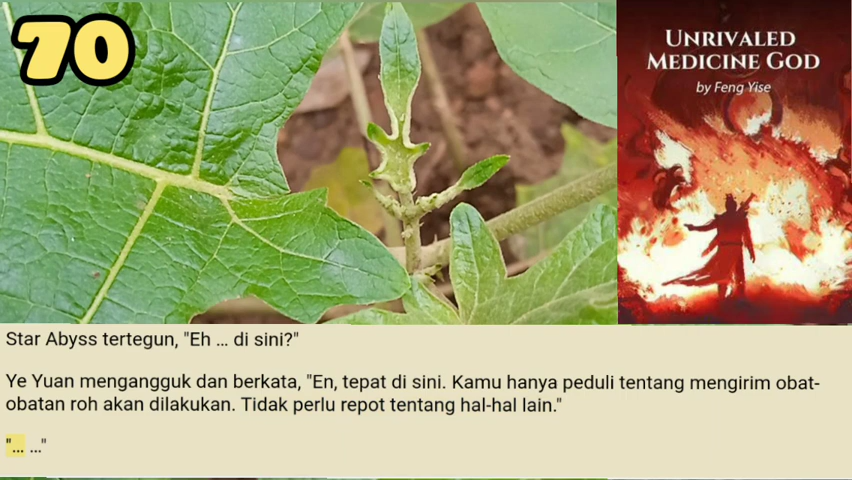 70
UNRIVALED
MEDICINE GOD
by Feng Yise
Star Abyss tertegun, "Eh ... di sini?"
Ye Yuan mengangguk dan berkata, "En, tepat di sini. Kamu hanya peduli tentang mengirim obat-
obatan roh akan dilakukan. Tidak perlu repot tentang hal-hal lain."
"... ..."